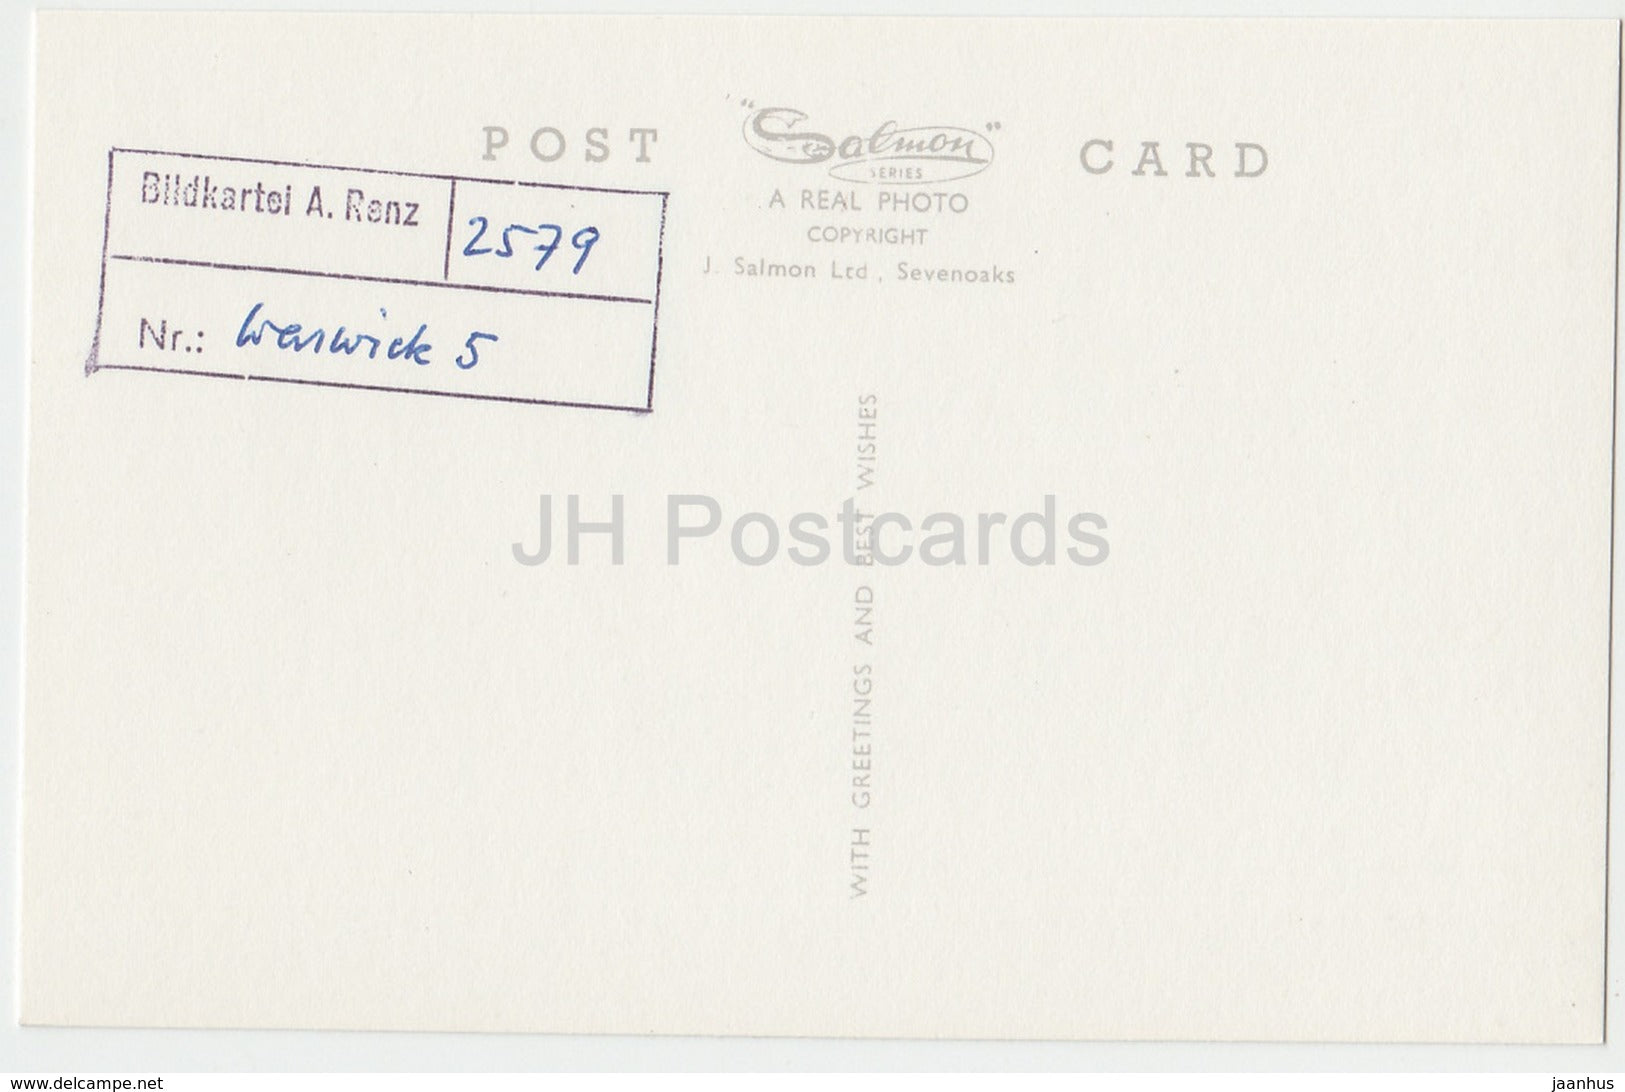 POST "Salmon" CARD
SERIES
A REAL PHOTO
COPYRIGHT
J. Salmon Ltd., Sevenoaks
Bildkartei A. Renz 2579
Nr.: Warwick 5
WITH GREETINGS AND BEST WISHES
JH Postcards
www.delcampe.net
jaanhus